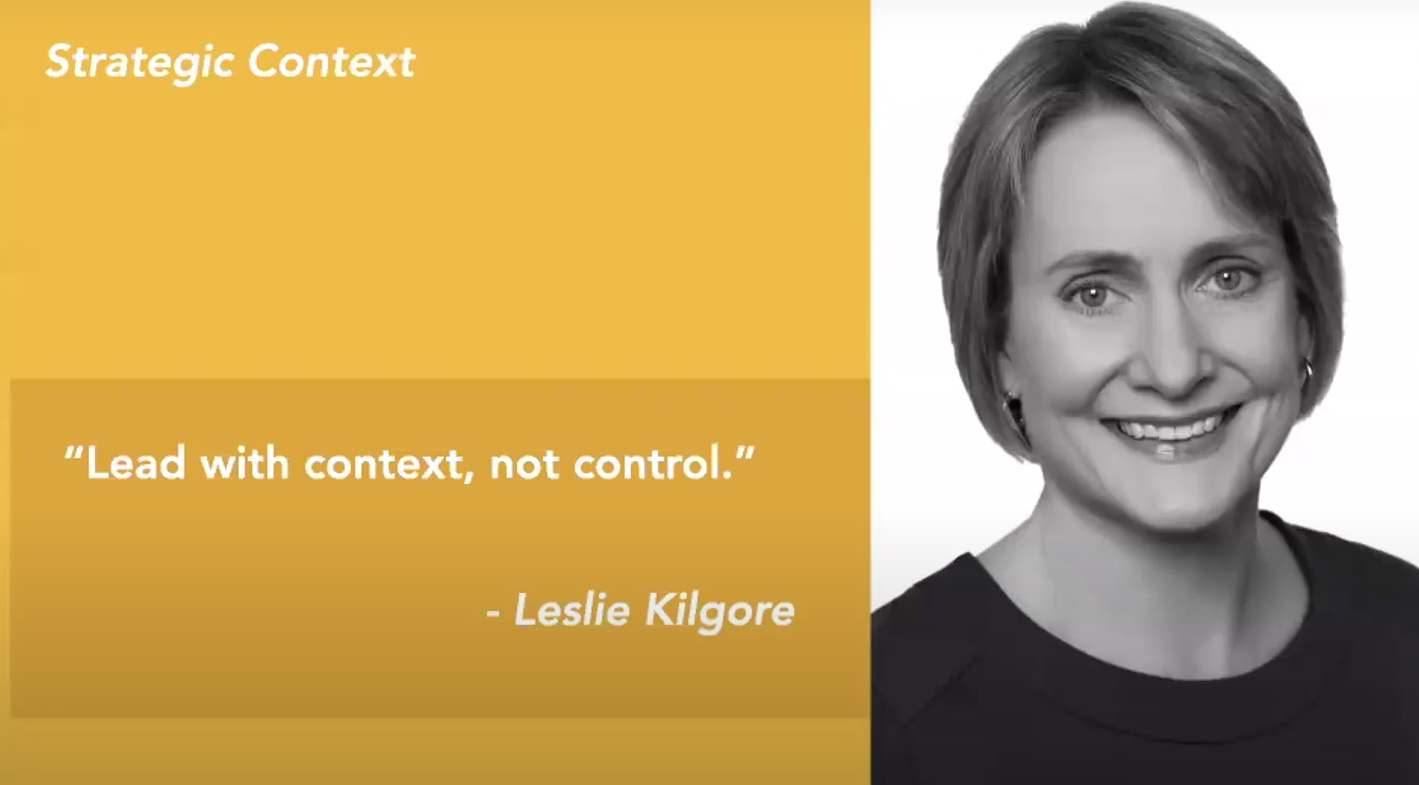 Strategic Context
“Lead with context, not control.”
- Leslie Kilgore